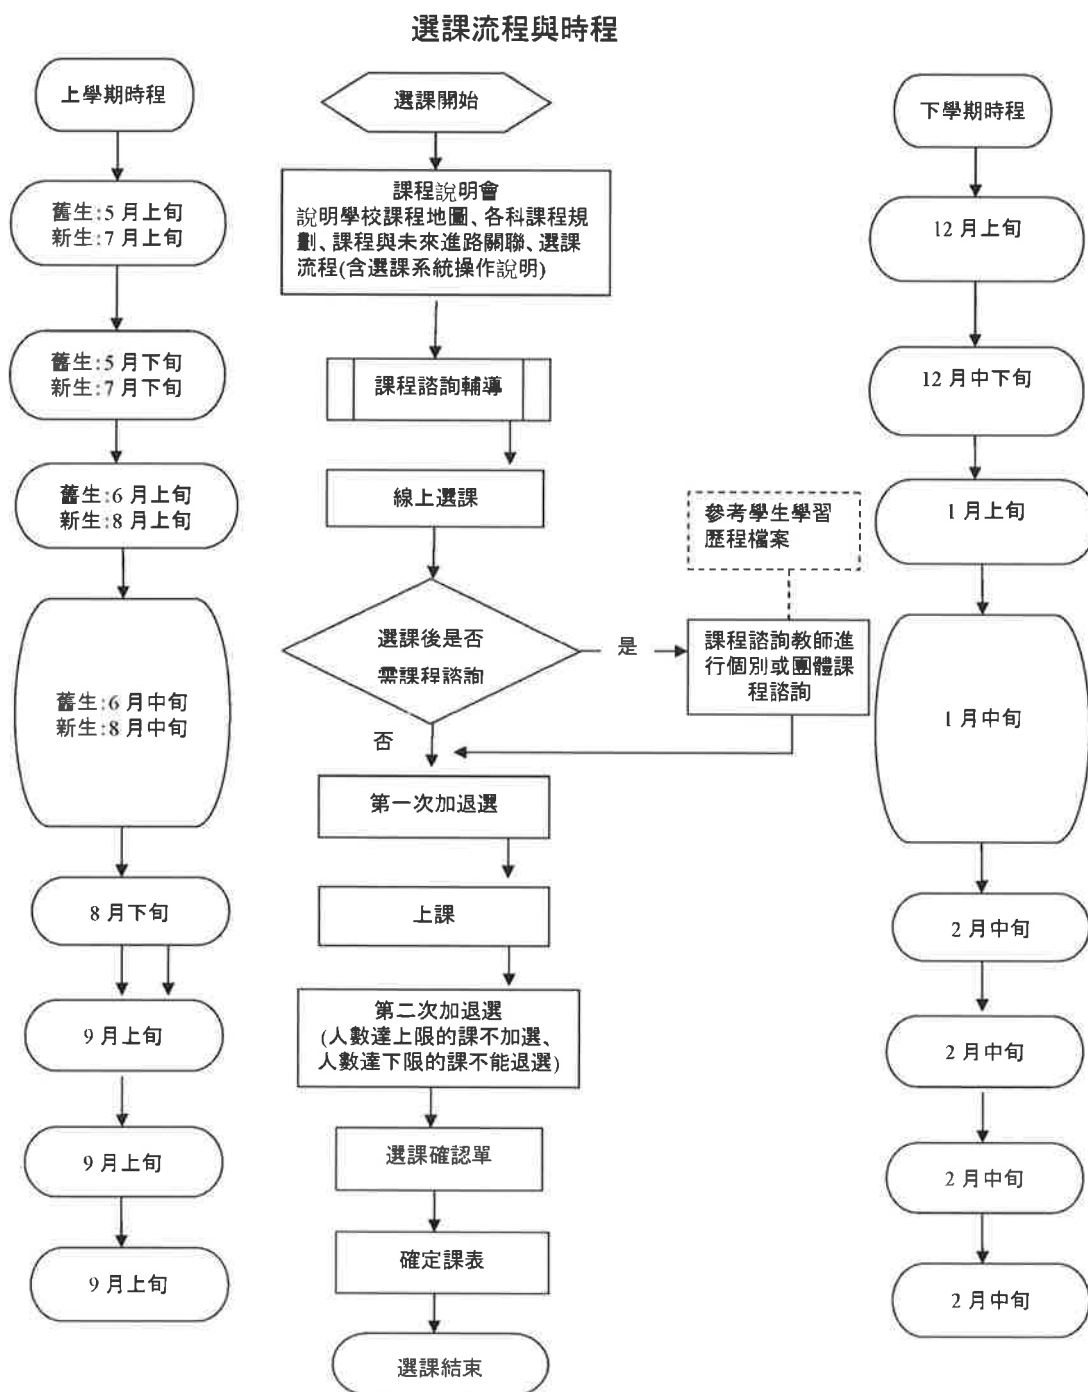 選課流程與時程
上學期時程
舊生:5 月上旬
新生:7 月上旬
舊生:5 月下旬
新生:7 月下旬
舊生:6 月上旬
新生:8 月上旬
舊生:6 月中旬
新生:8 月中旬
8 月下旬
9 月上旬
9 月上旬
9 月上旬
選課開始
課程說明會
說明學校課程地圖、各科課程規
劃、課程與未來進路關聯、選課
流程(含選課系統操作說明)
課程諮詢輔導
線上選課
選課後是否
需課程諮詢
是
否
參考學生學習
歷程檔案
課程諮詢教師進
行個別或團體課
程諮詢
第一次加退選
上課
第二次加退選
(人數達上限的課不加選、
人數達下限的課不能退選)
選課確認單
確定課表
選課結束
下學期時程
12 月上旬
12 月中下旬
1 月上旬
1 月中旬
2 月中旬
2 月中旬
2 月中旬
2 月中旬